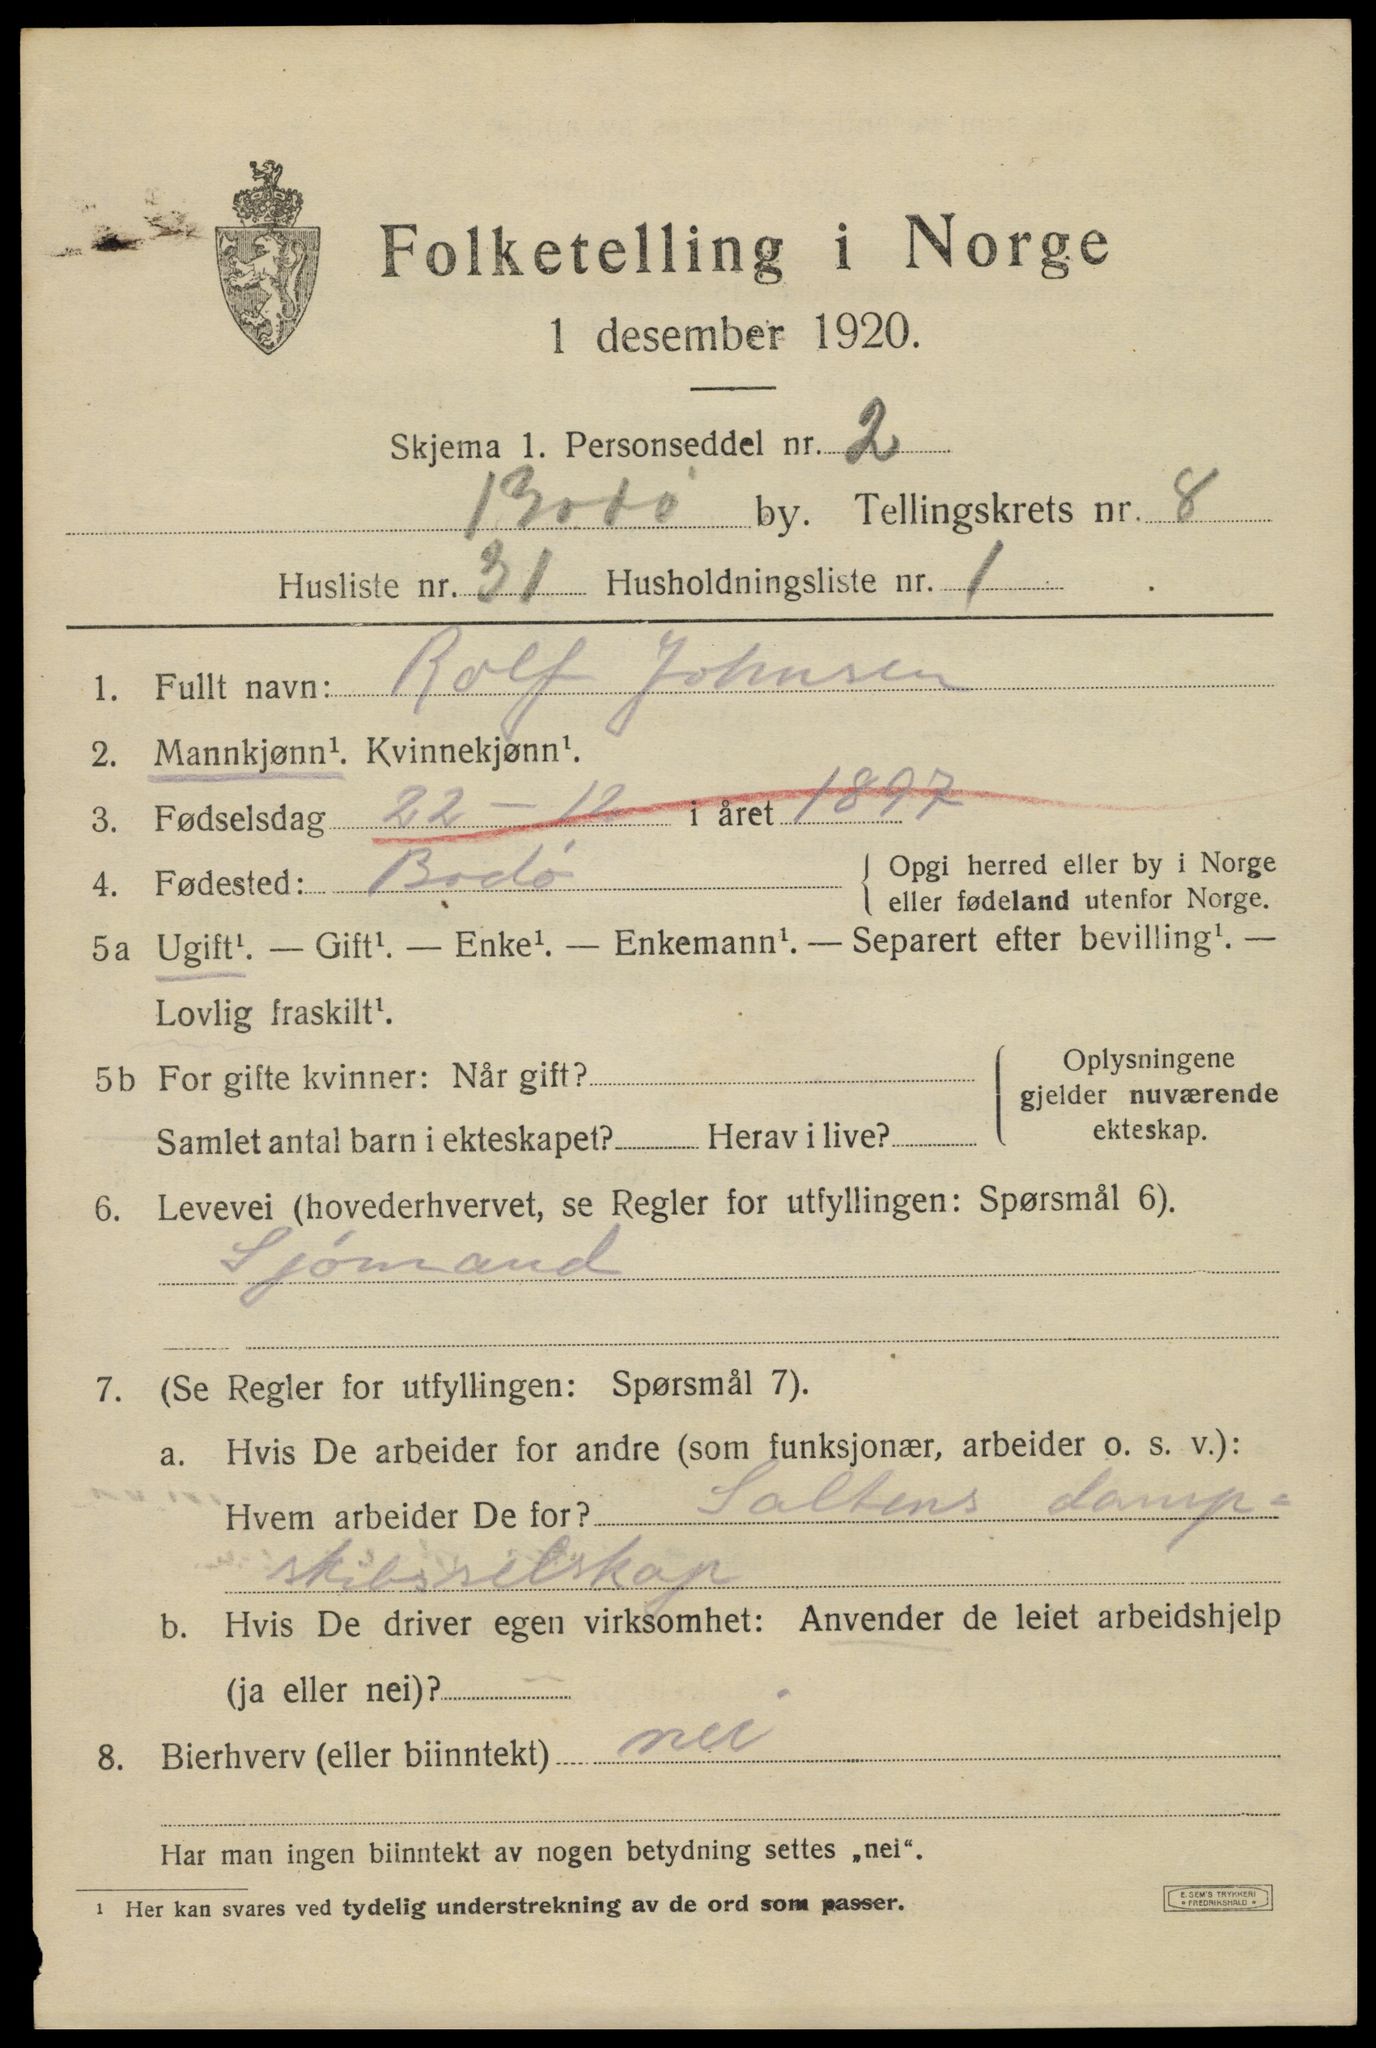 Folketelling i Norge
1 desember 1920.
Skjema 1. Personseddel nr. 2
Bodø by. Tellingskrets nr. 8
Husliste nr. 31 Husholdningsliste nr. 1
1. Fullt navn: Rolf Johnsen
2. Mannkjønn¹. Kvinnekjønn¹.
3. Fødselsdag 22 – 12 i året 1897
4. Fødested: Bodö { Opgi herred eller by i Norge
eller fødeland utenfor Norge.
5a Ugift¹. — Gift¹. — Enke¹. — Enkemann¹. — Separert efter bevilling¹. —
Lovlig fraskilt¹.
5b For gifte kvinner: Når gift?
Samlet antal barn i ekteskapet? Herav i live?
Oplysningene
gjelder nuværende
ekteskap.
6. Levevei (hovederhvervet, se Regler for utfyllingen: Spørsmål 6).
Sjömand
7. (Se Regler for utfyllingen: Spørsmål 7).
a. Hvis De arbeider for andre (som funksjonær, arbeider o. s. v.):
Hvem arbeider De for? Saltens damp-
skibsselskap
b. Hvis De driver egen virksomhet: Anvender de leiet arbeidshjelp
(ja eller nei)? —
8. Bierhverv (eller biinntekt) nei
Har man ingen biinntekt av nogen betydning settes „nei“.
¹ Her kan svares ved tydelig understrekning av de ord som passer.
E. SEM'S TRYKKERI
* FREDRIKSHALD *